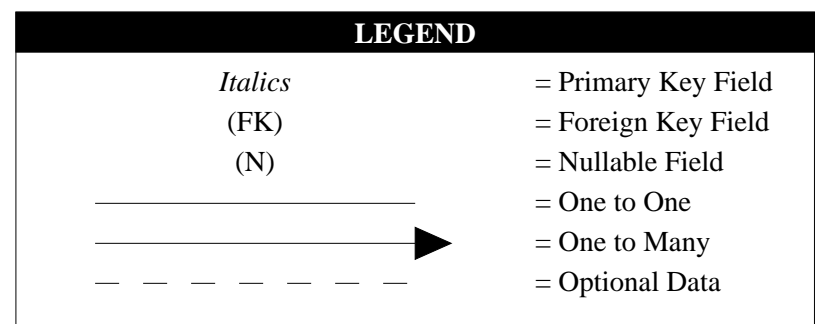 LEGEND
Italics = Primary Key Field
(FK) = Foreign Key Field
(N) = Nullable Field
= One to One
= One to Many
= Optional Data